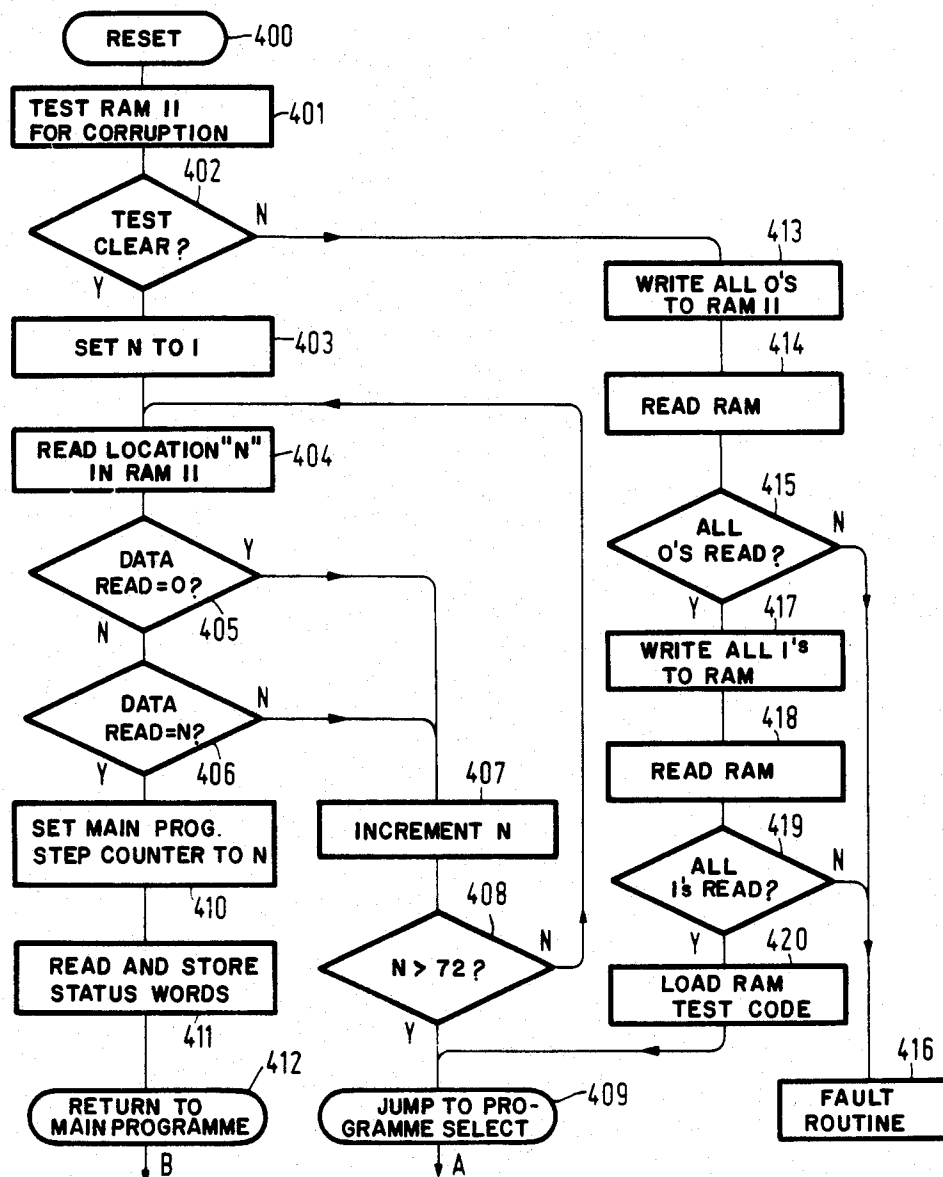 RESET
400
TEST RAM 11
FOR CORRUPTION
401
402
TEST
CLEAR?
N
Y
SET N TO 1
403
READ LOCATION "N"
IN RAM 11
404
DATA
READ=0?
Y
N
405
DATA
READ=N?
N
Y
406
SET MAIN PROG.
STEP COUNTER TO N
410
READ AND STORE
STATUS WORDS
411
412
RETURN TO
MAIN PROGRAMME
B
407
INCREMENT N
408
N > 72?
N
Y
JUMP TO PRO-
GRAMME SELECT
409
A
413
WRITE ALL 0'S
TO RAM 11
414
READ RAM
415
ALL
0'S READ?
N
Y
417
WRITE ALL 1's
TO RAM
418
READ RAM
419
ALL
1's READ?
N
Y
420
LOAD RAM
TEST CODE
416
FAULT
ROUTINE